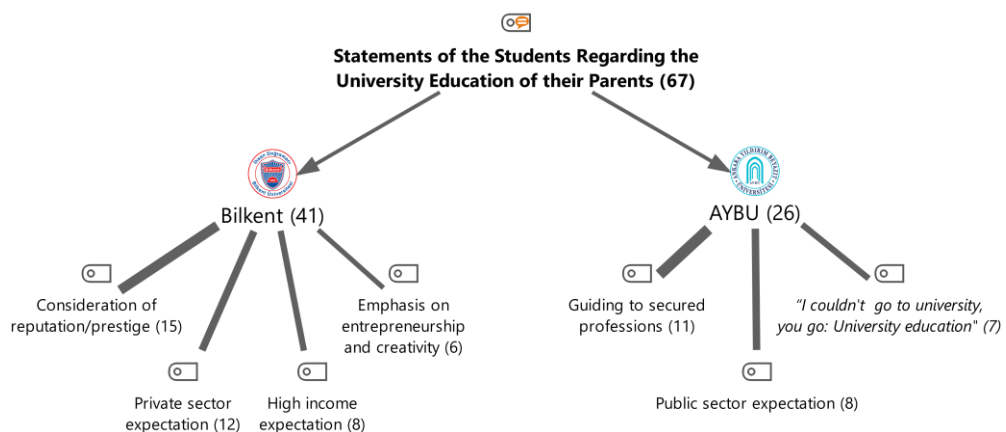 Statements of the Students Regarding the
University Education of their Parents (67)
Bilkent (41)
AYBU (26)
Consideration of
reputation/prestige (15)
Private sector
expectation (12)
High income
expectation (8)
Emphasis on
entrepreneurship
and creativity (6)
Guiding to secured
professions (11)
Public sector expectation (8)
“I couldn't go to university,
you go: University education" (7)